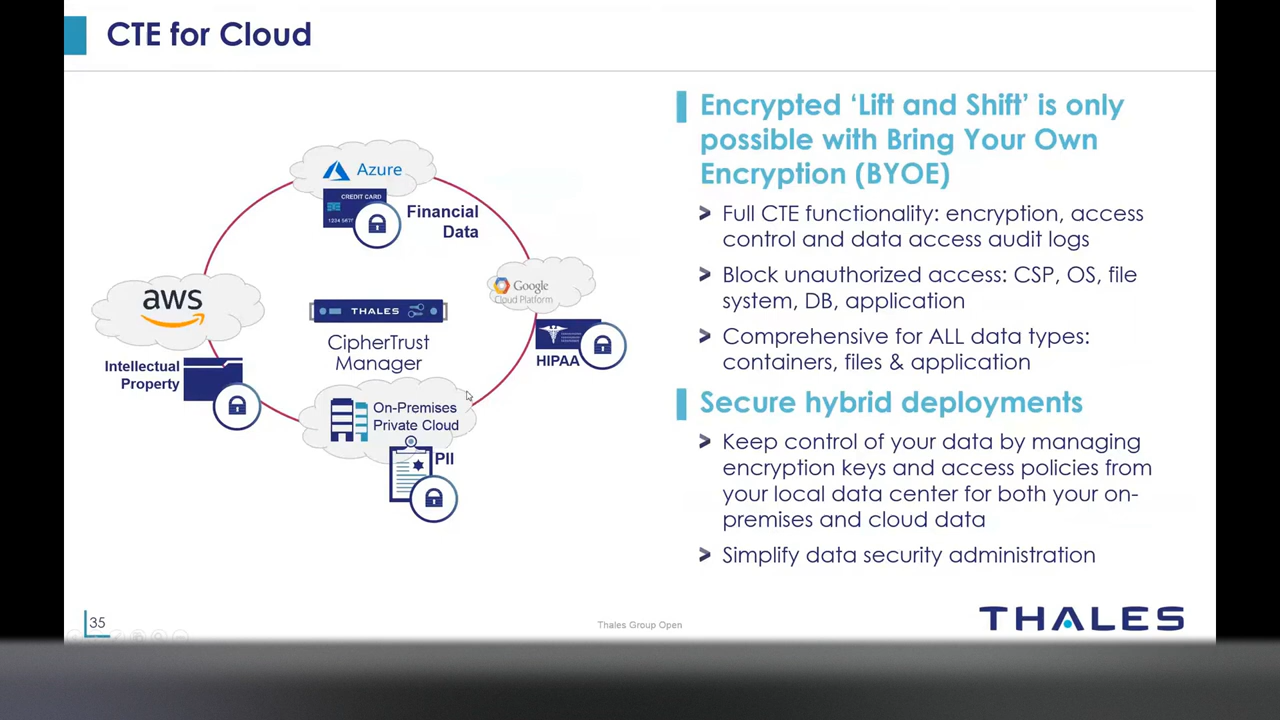 CTE for Cloud
Azure
CREDIT CARD
Financial
Data
aws
Google
Cloud Platform
THALES
CipherTrust
Manager
HIPAA
Intellectual
Property
On-Premises
Private Cloud
PII
Encrypted ‘Lift and Shift’ is only
possible with Bring Your Own
Encryption (BYOE)
> Full CTE functionality: encryption, access
control and data access audit logs
> Block unauthorized access: CSP, OS, file
system, DB, application
> Comprehensive for ALL data types:
containers, files & application
Secure hybrid deployments
> Keep control of your data by managing
encryption keys and access policies from
your local data center for both your on-
premises and cloud data
> Simplify data security administration
35
Thales Group Open
THALES